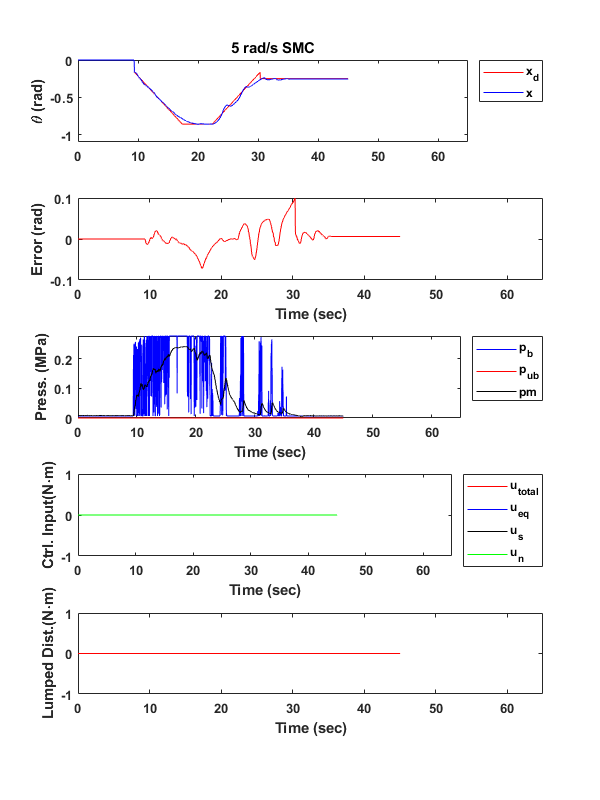 5 rad/s SMC
0
-0.5
-1
θ (rad)
0 10 20 30 40 50 60
x_d
x
0.1
0
-0.1
Error (rad)
0 10 20 30 40 50 60
Time (sec)
0.2
0.1
0
Press. (MPa)
0 10 20 30 40 50 60
Time (sec)
p_b
p_ub
pm
1
0
-1
Ctrl. Input(N·m)
0 10 20 30 40 50 60
Time (sec)
u_total
u_eq
u_s
u_n
1
0
-1
Lumped Dist.(N·m)
0 10 20 30 40 50 60
Time (sec)